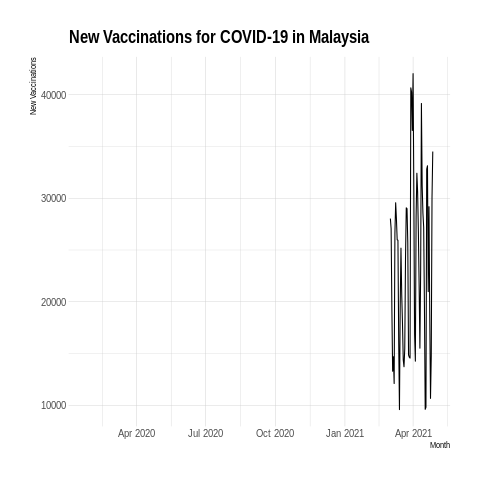 New Vaccinations for COVID-19 in Malaysia
New Vaccinations
40000
30000
20000
10000
Apr 2020 Jul 2020 Oct 2020 Jan 2021 Apr 2021
Month